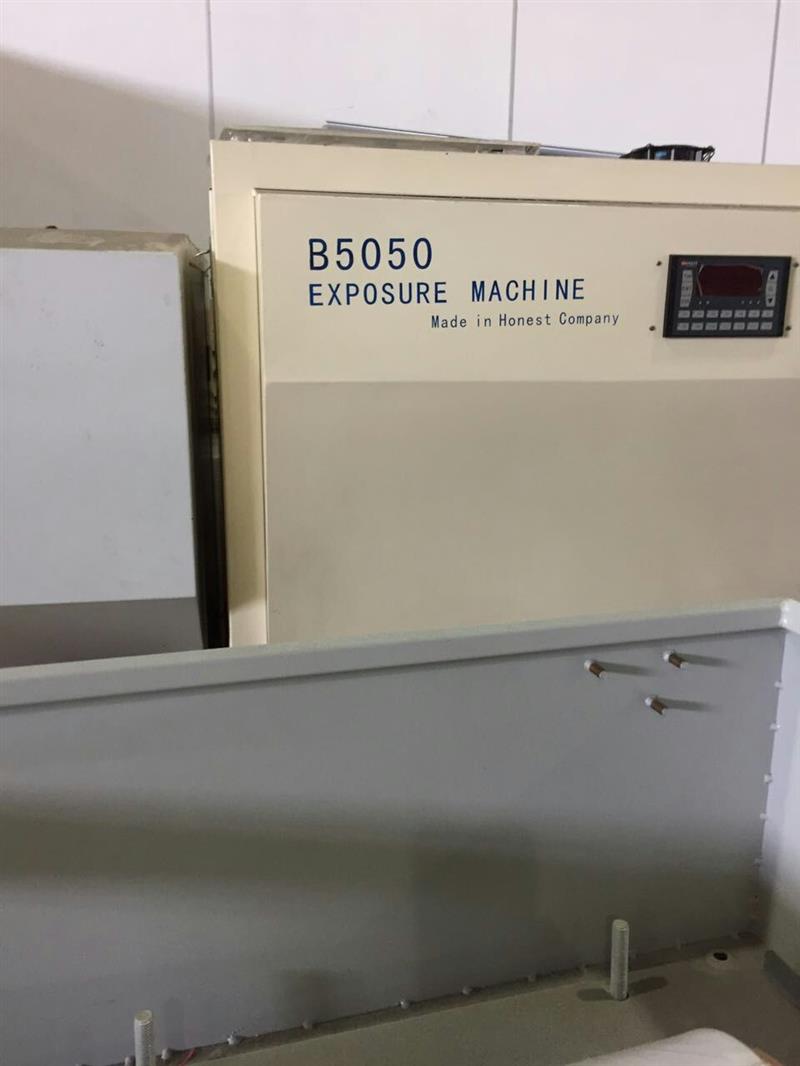 B5050
EXPOSURE MACHINE
Made in Honest Company